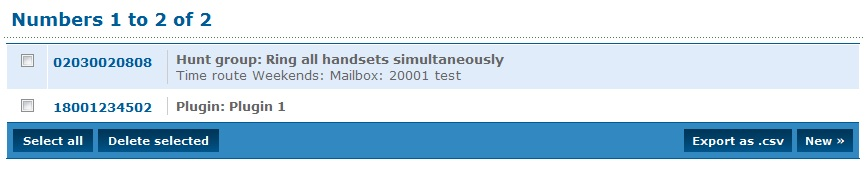 Numbers 1 to 2 of 2
02030020808 Hunt group: Ring all handsets simultaneously
Time route Weekends: Mailbox: 20001 test
18001234502 Plugin: Plugin 1
Select all Delete selected Export as .csv New »